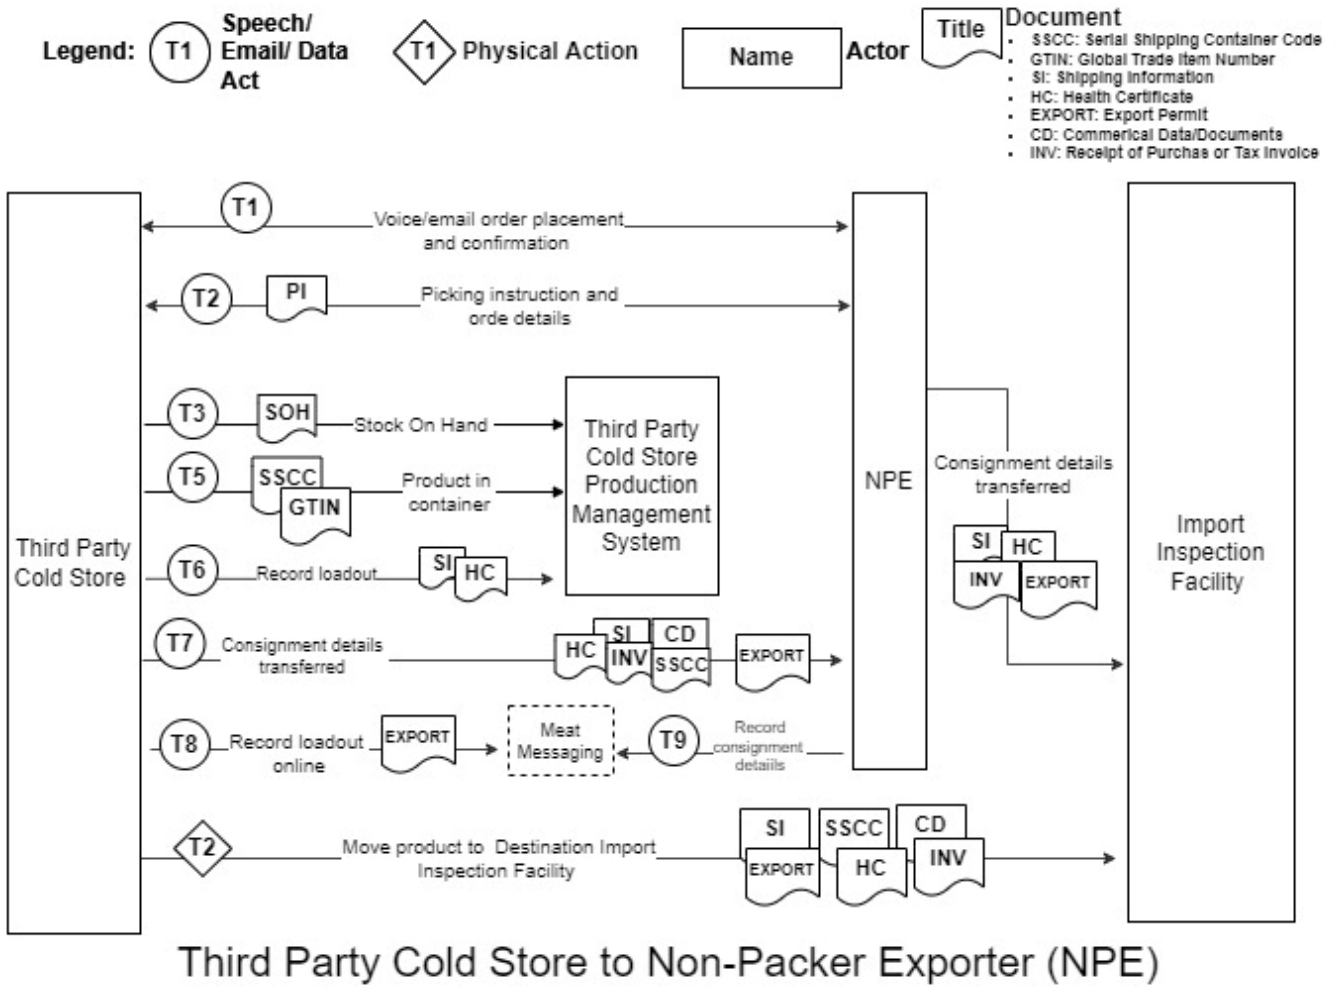 Legend:
T1
Speech/
Email/ Data
Act
T1
Physical Action
Name
Actor
Title
Document
SSCC: Serial Shipping Container Code
GTIN: Global Trade Item Number
SI: Shipping Information
HC: Health Certificate
EXPORT: Export Permit
CD: Commerical Data/Documents
INV: Receipt of Purchas or Tax Invoice
T1
Voice/email order placement
and confirmation
T2
PI
Picking instruction and
orde details
T3
SOH
Stock On Hand
T5
SSCC
GTIN
Product in
container
T6
Record loadout
SI
HC
Third Party
Cold Store
Production
Management
System
Third Party
Cold Store
NPE
Consignment details
transferred
SI
HC
INV
EXPORT
Import
Inspection
Facility
T7
Consignment details
transferred
HC
SI
INV
CD
SSCC
EXPORT
T8
Record loadout
online
EXPORT
Meat
Messaging
T9
Record
consignment
detaiils
T2
Move product to Destination Import
Inspection Facility
SI
EXPORT
SSCC
HC
CD
INV
Third Party Cold Store to Non-Packer Exporter (NPE)